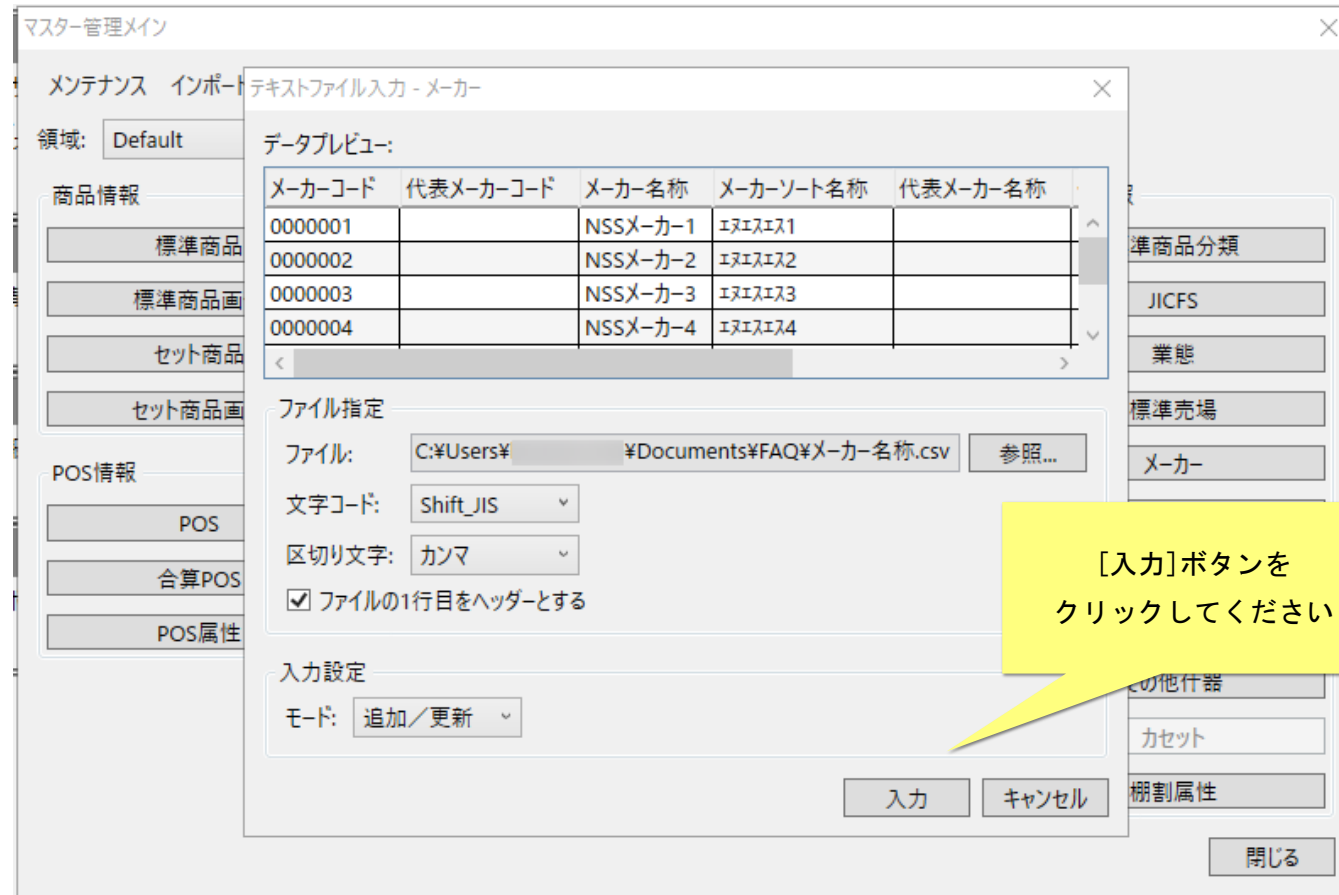 マスター管理メイン
メンテナンス インポート
領域: Default
商品情報
標準商品
標準商品画
セット商品
セット商品画
POS情報
POS
合算POS
POS属性
テキストファイル入力 - メーカー
データプレビュー:
メーカーコード 代表メーカーコード メーカー名称 メーカーソート名称 代表メーカー名称
0000001 NSSメーカー1 ｴﾇｴｽｴｽ1
0000002 NSSメーカー2 ｴﾇｴｽｴｽ2
0000003 NSSメーカー3 ｴﾇｴｽｴｽ3
0000004 NSSメーカー4 ｴﾇｴｽｴｽ4
ファイル指定
ファイル: C:¥Users¥ ¥Documents¥FAQ¥メーカー名称.csv 参照...
文字コード: Shift_JIS
区切り文字: カンマ
ファイルの1行目をヘッダーとする
入力設定
モード: 追加／更新
入力 キャンセル
[入力]ボタンを
クリックしてください
準商品分類
JICFS
業態
標準売場
メーカー
その他什器
カセット
棚割属性
閉じる